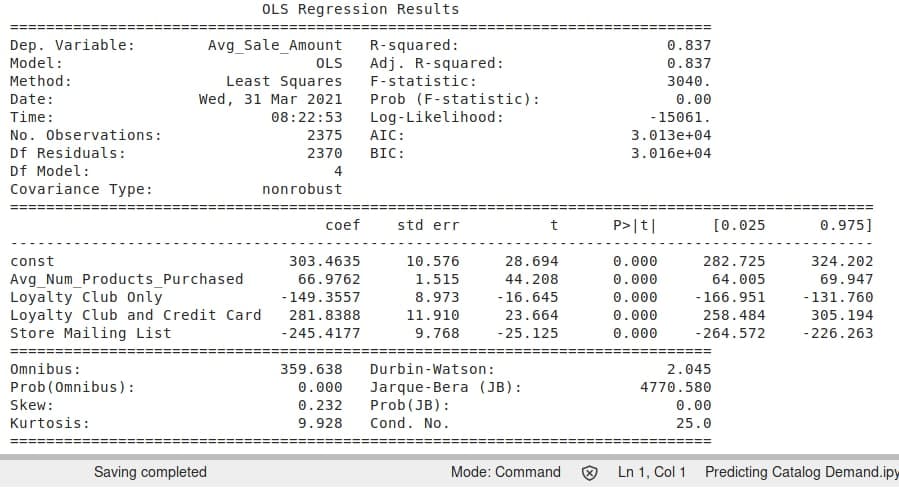 OLS Regression Results
==============================================================================
Dep. Variable: Avg_Sale_Amount R-squared: 0.837
Model: OLS Adj. R-squared: 0.837
Method: Least Squares F-statistic: 3040.
Date: Wed, 31 Mar 2021 Prob (F-statistic): 0.00
Time: 08:22:53 Log-Likelihood: -15061.
No. Observations: 2375 AIC: 3.013e+04
Df Residuals: 2370 BIC: 3.016e+04
Df Model: 4
Covariance Type: nonrobust
================================================================================================
coef std err t P>|t| [0.025 0.975]
------------------------------------------------------------------------------------------------
const 303.4635 10.576 28.694 0.000 282.725 324.202
Avg_Num_Products_Purchased 66.9762 1.515 44.208 0.000 64.005 69.947
Loyalty Club Only -149.3557 8.973 -16.645 0.000 -166.951 -131.760
Loyalty Club and Credit Card 281.8388 11.910 23.664 0.000 258.484 305.194
Store Mailing List -245.4177 9.768 -25.125 0.000 -264.572 -226.263
==============================================================================
Omnibus: 359.638 Durbin-Watson: 2.045
Prob(Omnibus): 0.000 Jarque-Bera (JB): 4770.580
Skew: 0.232 Prob(JB): 0.00
Kurtosis: 9.928 Cond. No. 25.0
==============================================================================
Saving completed Mode: Command Ln 1, Col 1 Predicting Catalog Demand.ipy